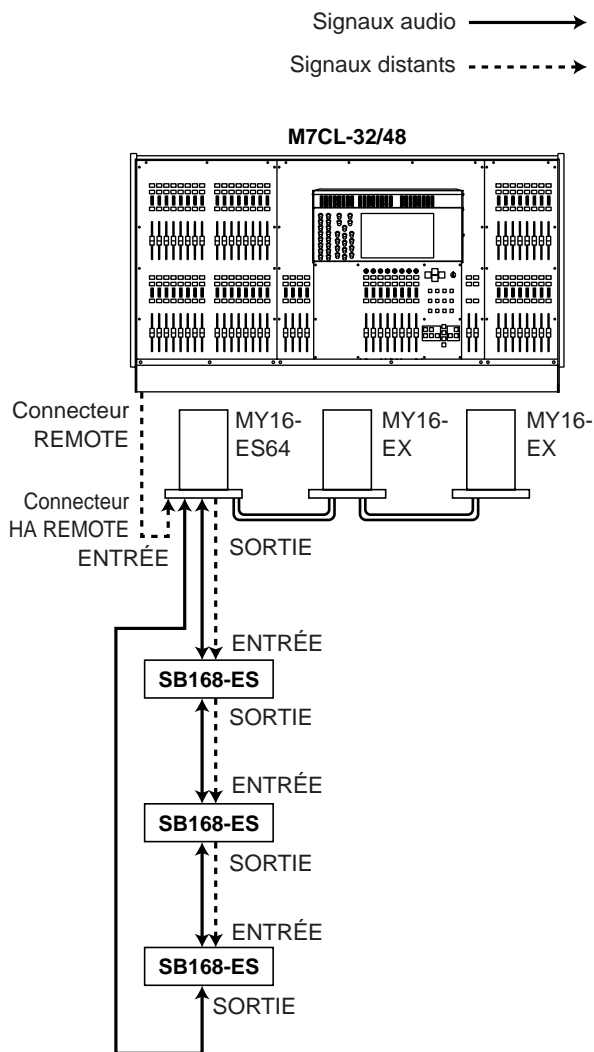 Signaux audio
Signaux distants
M7CL-32/48
Connecteur
REMOTE
MY16-
ES64
MY16-
EX
MY16-
EX
Connecteur
HA REMOTE
ENTRÉE
SORTIE
ENTRÉE
SB168-ES
SORTIE
ENTRÉE
SB168-ES
SORTIE
ENTRÉE
SB168-ES
SORTIE